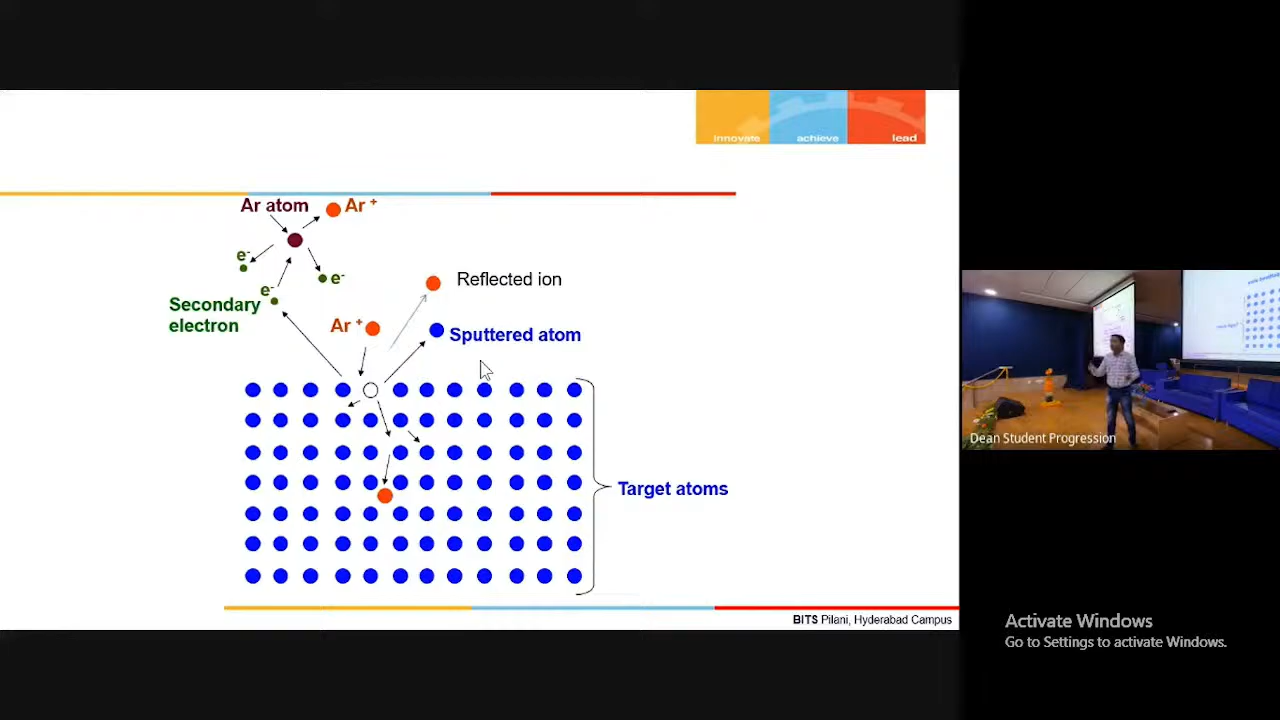 innovate achieve lead
Ar atom
Ar +
e-
e-
e-
Secondary
electron
Reflected ion
Ar +
Sputtered atom
Target atoms
BITS Pilani, Hyderabad Campus
Dean Student Progression
Activate Windows
Go to Settings to activate Windows.